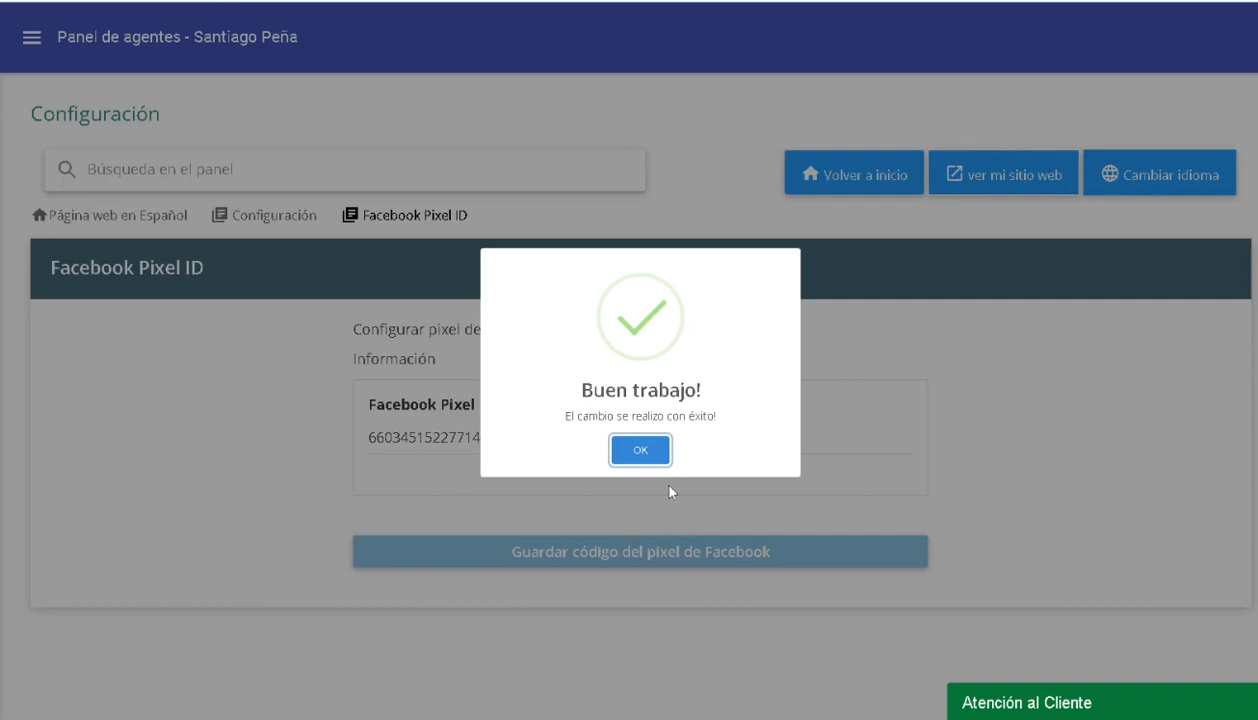 Panel de agentes - Santiago Peña
Configuración
Búsqueda en el panel
Volver a inicio
ver mi sitio web
Cambiar idioma
Página web en Español
Configuración
Facebook Pixel ID
Facebook Pixel ID
Configurar pixel de
Información
Facebook Pixel
66034515227714
Buen trabajo!
El cambio se realizo con éxito!
OK
Guardar código del pixel de Facebook
Atención al Cliente